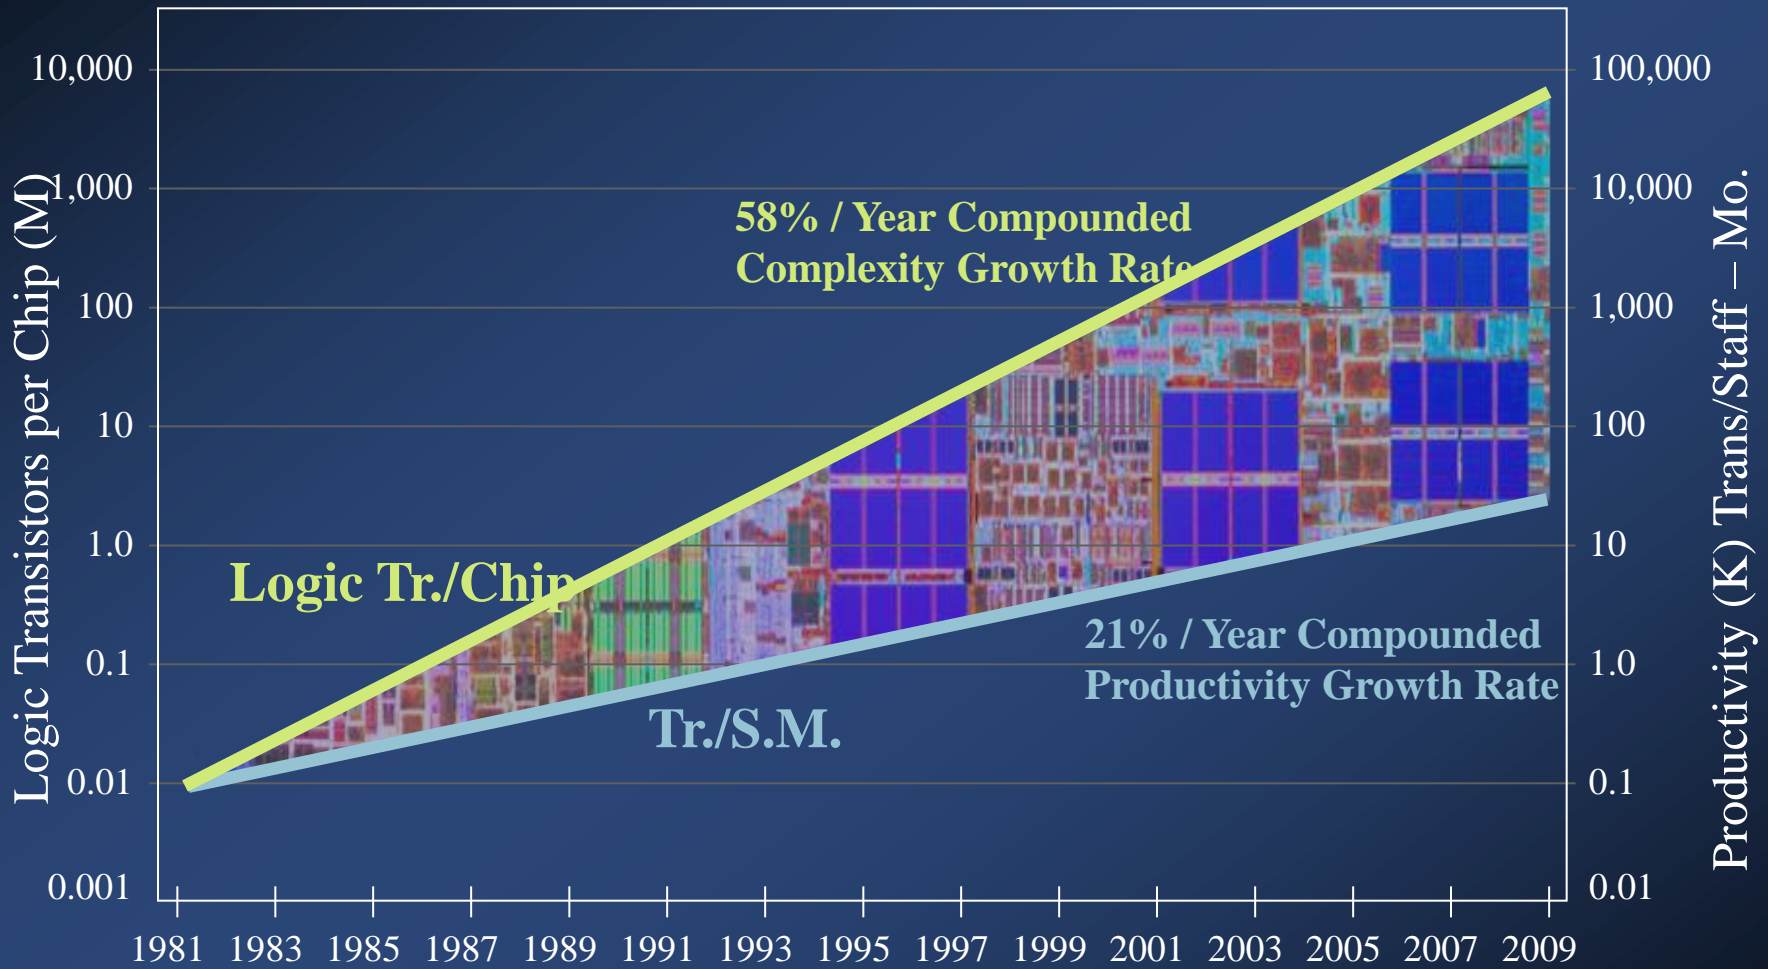 Logic Transistors per Chip (M)
10,000
1,000
100
10
1.0
0.1
0.01
0.001
58% / Year Compounded
Complexity Growth Rate
Logic Tr./Chip
Tr./S.M.
21% / Year Compounded
Productivity Growth Rate
100,000
10,000
1,000
100
10
1.0
0.1
0.01
Productivity (K) Trans/Staff – Mo.
1981 1983 1985 1987 1989 1991 1993 1995 1997 1999 2001 2003 2005 2007 2009